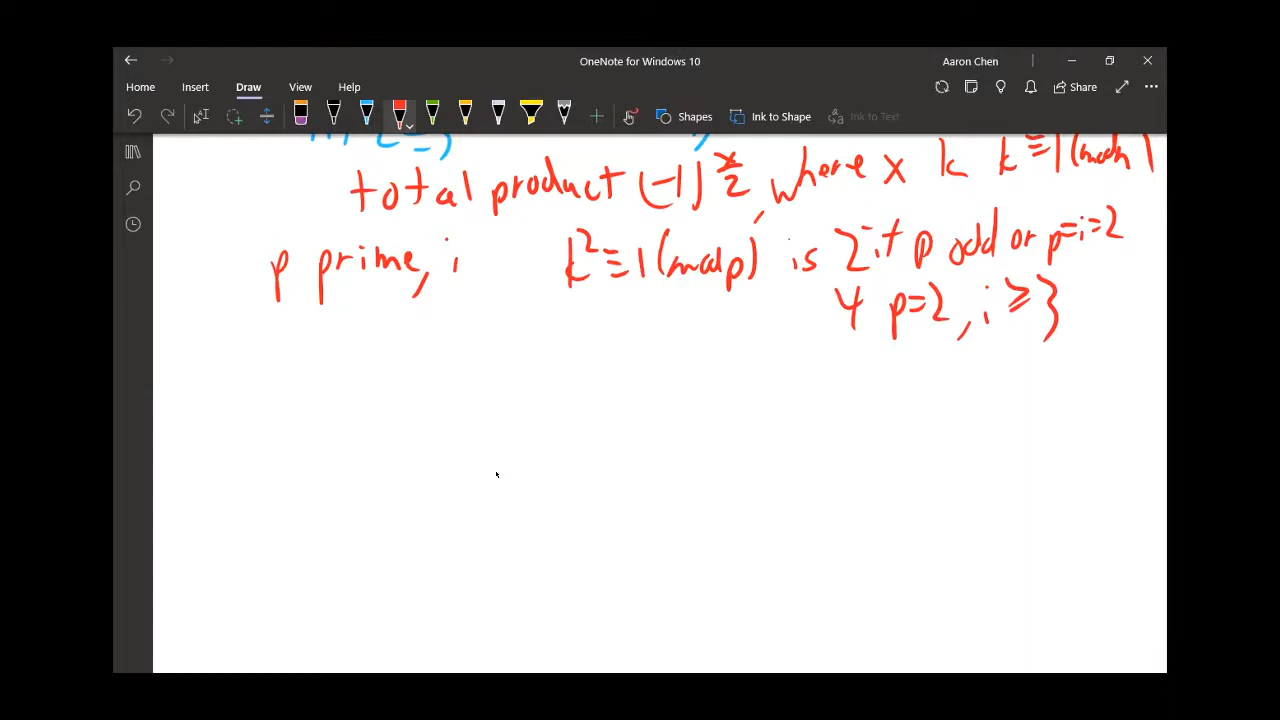 OneNote for Windows 10
Aaron Chen
Home Insert Draw View Help
Share
Shapes
Ink to Shape
Ink to Text
total product (-1)^(x/2), where x k k²≡1(mod n)
p prime, i k²≡1(mod p) is 2 if p odd or p=i=2
4 p=2, i≥3